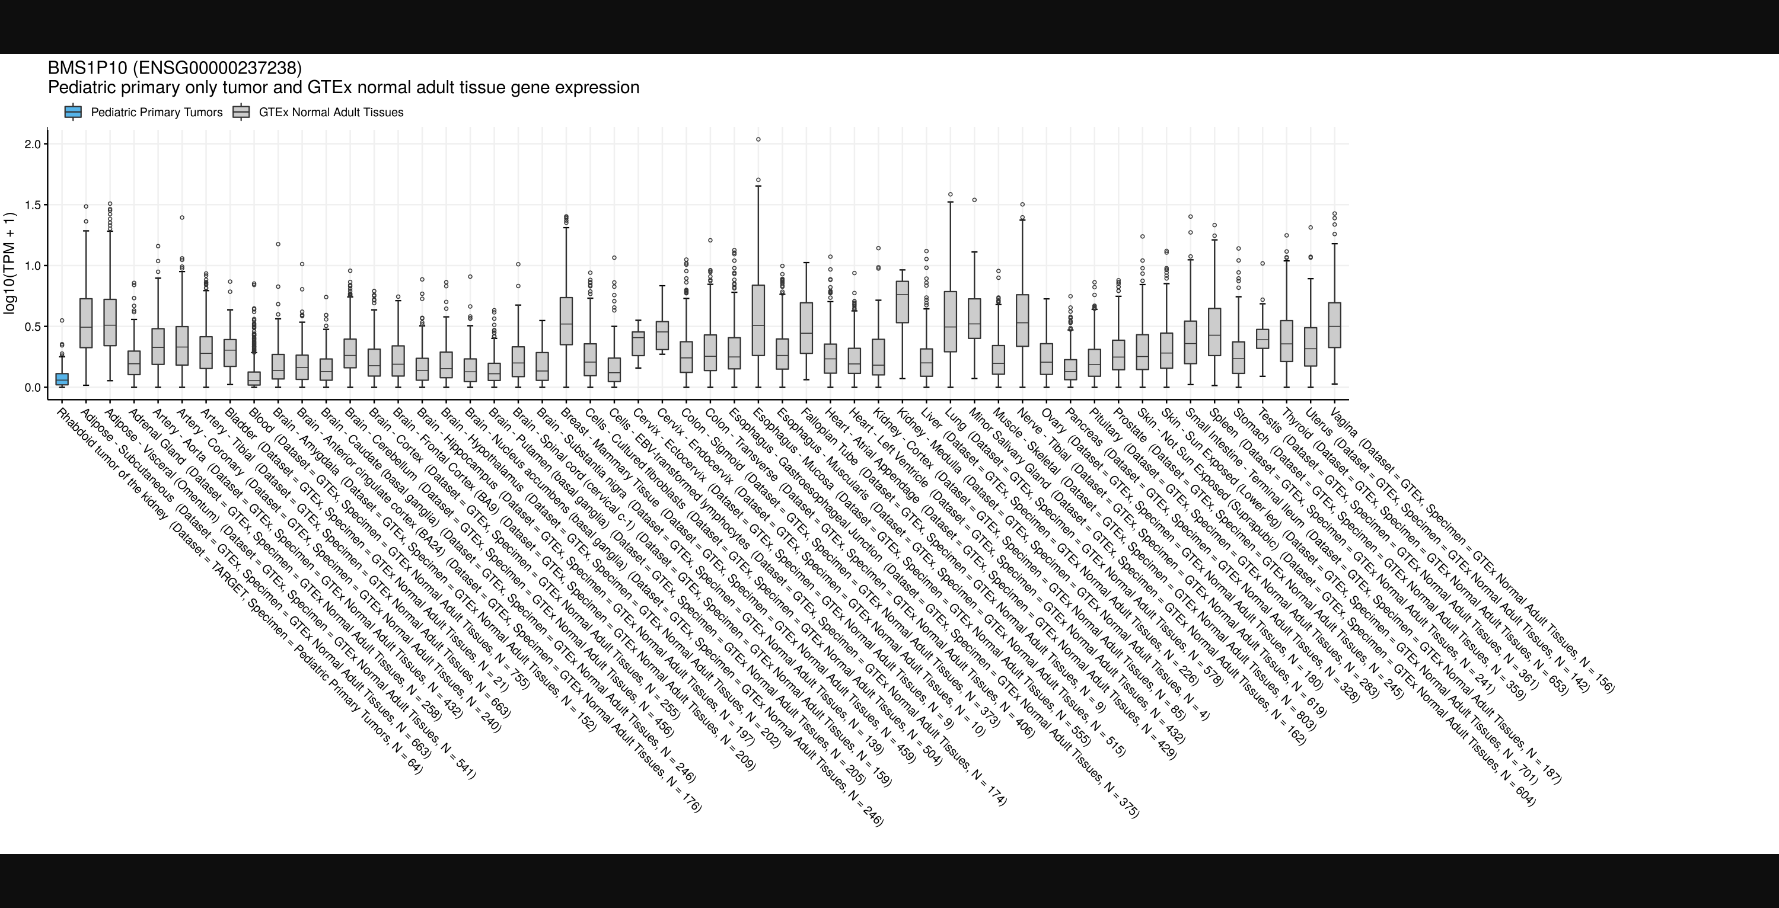 BMS1P10 (ENSG00000237238)
Pediatric primary only tumor and GTEx normal adult tissue gene expression
Pediatric Primary Tumors
GTEx Normal Adult Tissues
log10(TPM + 1)
2.0
1.5
1.0
0.5
0.0
Rhabdoid tumor of the kidney (Dataset = TARGET, Specimen = Pediatric Primary Tumors, N = 64)
Adipose - Subcutaneous (Dataset = GTEx, Specimen = GTEx Normal Adult Tissues, N = 663)
Adipose - Visceral (Omentum) (Dataset = GTEx, Specimen = GTEx Normal Adult Tissues, N = 541)
Adrenal Gland (Dataset = GTEx, Specimen = GTEx Normal Adult Tissues, N = 258)
Artery - Aorta (Dataset = GTEx, Specimen = GTEx Normal Adult Tissues, N = 432)
Artery - Coronary (Dataset = GTEx, Specimen = GTEx Normal Adult Tissues, N = 240)
Artery - Tibial (Dataset = GTEx, Specimen = GTEx Normal Adult Tissues, N = 663)
Bladder (Dataset = GTEx, Specimen = GTEx Normal Adult Tissues, N = 21)
Blood (Dataset = GTEx, Specimen = GTEx Normal Adult Tissues, N = 755)
Brain - Amygdala (Dataset = GTEx, Specimen = GTEx Normal Adult Tissues, N = 152)
Brain - Anterior cingulate cortex (BA24) (Dataset = GTEx, Specimen = GTEx Normal Adult Tissues, N = 176)
Brain - Caudate (basal ganglia) (Dataset = GTEx, Specimen = GTEx Normal Adult Tissues, N = 246)
Brain - Cerebellum (Dataset = GTEx, Specimen = GTEx Normal Adult Tissues, N = 456)
Brain - Cortex (Dataset = GTEx, Specimen = GTEx Normal Adult Tissues, N = 255)
Brain - Frontal Cortex (BA9) (Dataset = GTEx, Specimen = GTEx Normal Adult Tissues, N = 209)
Brain - Hippocampus (Dataset = GTEx, Specimen = GTEx Normal Adult Tissues, N = 197)
Brain - Hypothalamus (Dataset = GTEx, Specimen = GTEx Normal Adult Tissues, N = 202)
Brain - Nucleus accumbens (basal ganglia) (Dataset = GTEx, Specimen = GTEx Normal Adult Tissues, N = 246)
Brain - Putamen (basal ganglia) (Dataset = GTEx, Specimen = GTEx Normal Adult Tissues, N = 205)
Brain - Spinal cord (cervical c-1) (Dataset = GTEx, Specimen = GTEx Normal Adult Tissues, N = 159)
Brain - Substantia nigra (Dataset = GTEx, Specimen = GTEx Normal Adult Tissues, N = 139)
Breast - Mammary Tissue (Dataset = GTEx, Specimen = GTEx Normal Adult Tissues, N = 459)
Cells - Cultured fibroblasts (Dataset = GTEx, Specimen = GTEx Normal Adult Tissues, N = 504)
Cells - EBV-transformed lymphocytes (Dataset = GTEx, Specimen = GTEx Normal Adult Tissues, N = 174)
Cervix - Ectocervix (Dataset = GTEx, Specimen = GTEx Normal Adult Tissues, N = 9)
Cervix - Endocervix (Dataset = GTEx, Specimen = GTEx Normal Adult Tissues, N = 10)
Colon - Sigmoid (Dataset = GTEx, Specimen = GTEx Normal Adult Tissues, N = 373)
Colon - Transverse (Dataset = GTEx, Specimen = GTEx Normal Adult Tissues, N = 406)
Esophagus - Gastroesophageal Junction (Dataset = GTEx, Specimen = GTEx Normal Adult Tissues, N = 375)
Esophagus - Mucosa (Dataset = GTEx, Specimen = GTEx Normal Adult Tissues, N = 555)
Esophagus - Muscularis (Dataset = GTEx, Specimen = GTEx Normal Adult Tissues, N = 515)
Fallopian Tube (Dataset = GTEx, Specimen = GTEx Normal Adult Tissues, N = 9)
Heart - Atrial Appendage (Dataset = GTEx, Specimen = GTEx Normal Adult Tissues, N = 429)
Heart - Left Ventricle (Dataset = GTEx, Specimen = GTEx Normal Adult Tissues, N = 432)
Kidney - Cortex (Dataset = GTEx, Specimen = GTEx Normal Adult Tissues, N = 85)
Kidney - Medulla (Dataset = GTEx, Specimen = GTEx Normal Adult Tissues, N = 4)
Liver (Dataset = GTEx, Specimen = GTEx Normal Adult Tissues, N = 226)
Lung (Dataset = GTEx, Specimen = GTEx Normal Adult Tissues, N = 578)
Minor Salivary Gland (Dataset = GTEx, Specimen = GTEx Normal Adult Tissues, N = 162)
Muscle - Skeletal (Dataset = GTEx, Specimen = GTEx Normal Adult Tissues, N = 803)
Nerve - Tibial (Dataset = GTEx, Specimen = GTEx Normal Adult Tissues, N = 619)
Ovary (Dataset = GTEx, Specimen = GTEx Normal Adult Tissues, N = 180)
Pancreas (Dataset = GTEx, Specimen = GTEx Normal Adult Tissues, N = 328)
Pituitary (Dataset = GTEx, Specimen = GTEx Normal Adult Tissues, N = 283)
Prostate (Dataset = GTEx, Specimen = GTEx Normal Adult Tissues, N = 245)
Skin - Not Sun Exposed (Suprapubic) (Dataset = GTEx, Specimen = GTEx Normal Adult Tissues, N = 604)
Skin - Sun Exposed (Lower leg) (Dataset = GTEx, Specimen = GTEx Normal Adult Tissues, N = 701)
Small Intestine - Terminal Ileum (Dataset = GTEx, Specimen = GTEx Normal Adult Tissues, N = 187)
Spleen (Dataset = GTEx, Specimen = GTEx Normal Adult Tissues, N = 241)
Stomach (Dataset = GTEx, Specimen = GTEx Normal Adult Tissues, N = 359)
Testis (Dataset = GTEx, Specimen = GTEx Normal Adult Tissues, N = 361)
Thyroid (Dataset = GTEx, Specimen = GTEx Normal Adult Tissues, N = 653)
Uterus (Dataset = GTEx, Specimen = GTEx Normal Adult Tissues, N = 142)
Vagina (Dataset = GTEx, Specimen = GTEx Normal Adult Tissues, N = 156)